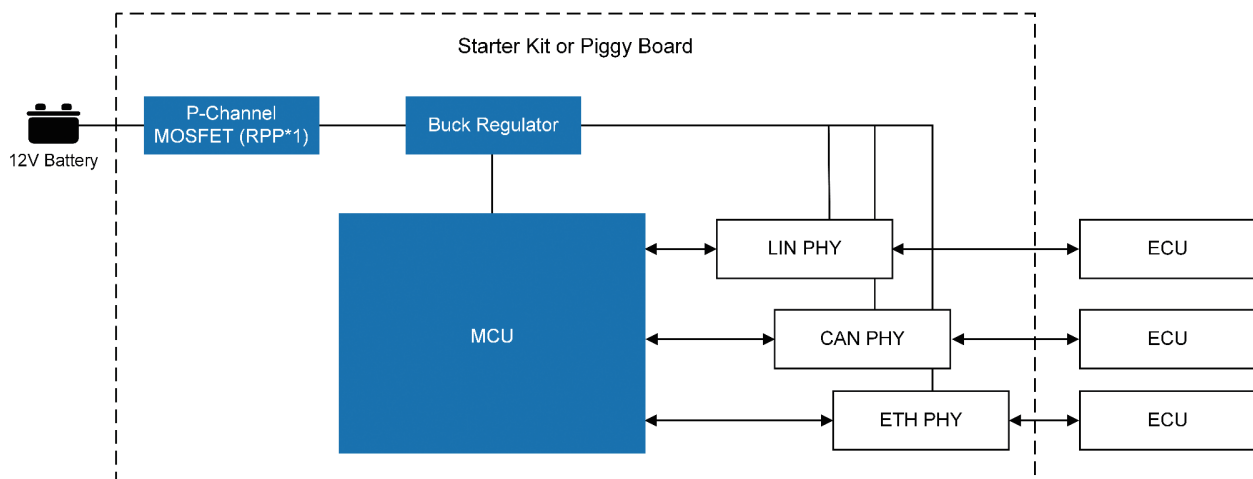 Starter Kit or Piggy Board
P-Channel
MOSFET (RPP*1)
Buck Regulator
12V Battery
LIN PHY
ECU
MCU
CAN PHY
ECU
ETH PHY
ECU